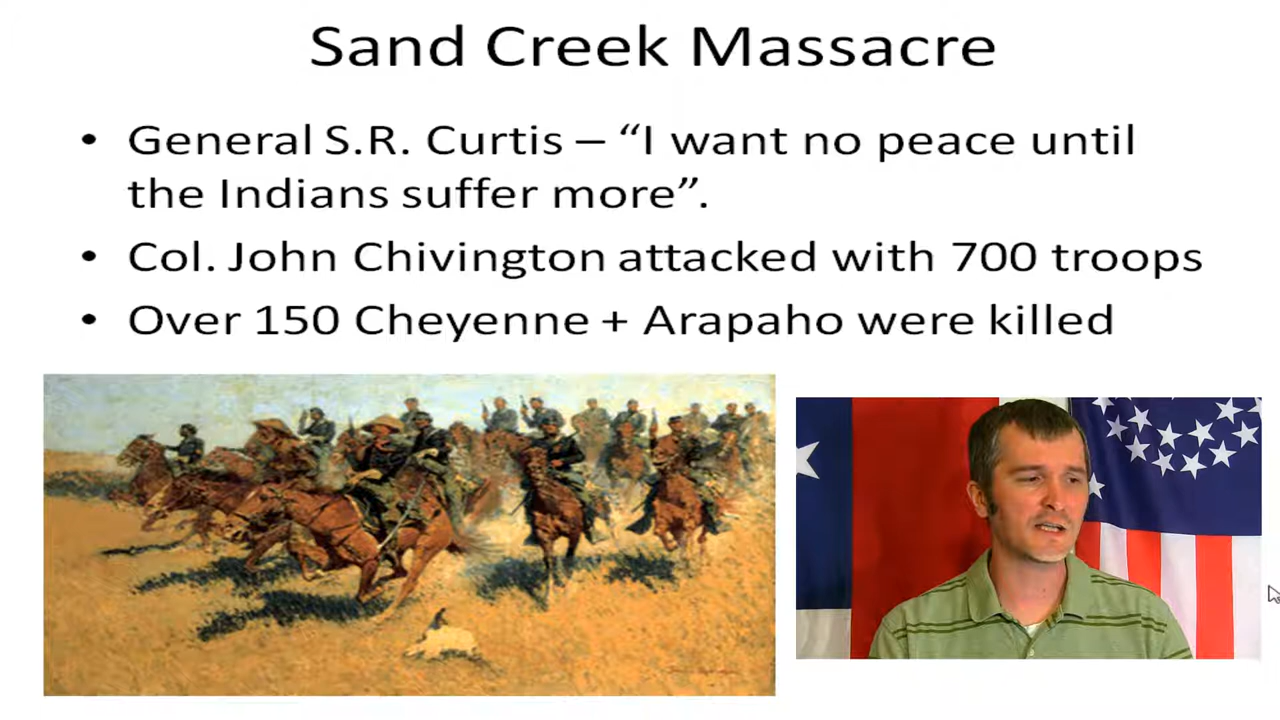 Sand Creek Massacre
• General S.R. Curtis – “I want no peace until
the Indians suffer more”.
• Col. John Chivington attacked with 700 troops
• Over 150 Cheyenne + Arapaho were killed